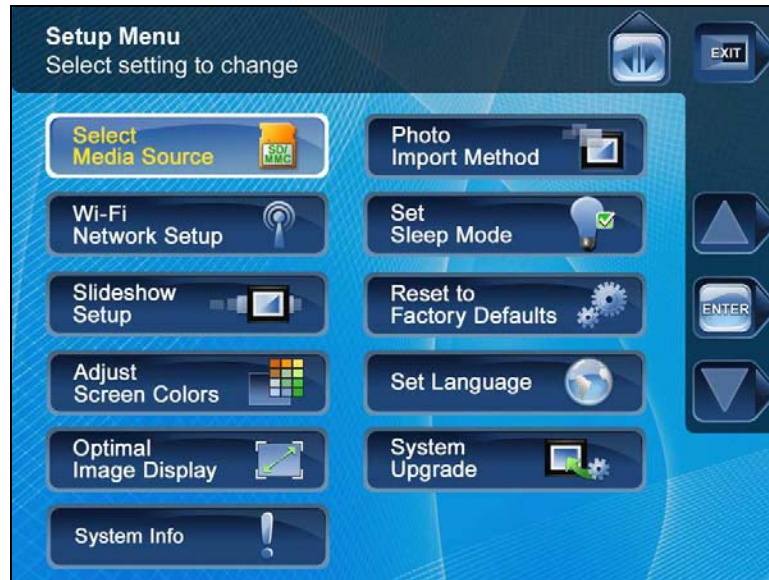 Setup Menu
Select setting to change
EXIT
Select
Media Source
SD/
MMC
Photo
Import Method
Wi-Fi
Network Setup
Set
Sleep Mode
Slideshow
Setup
Reset to
Factory Defaults
ENTER
Adjust
Screen Colors
Set Language
Optimal
Image Display
System
Upgrade
System Info